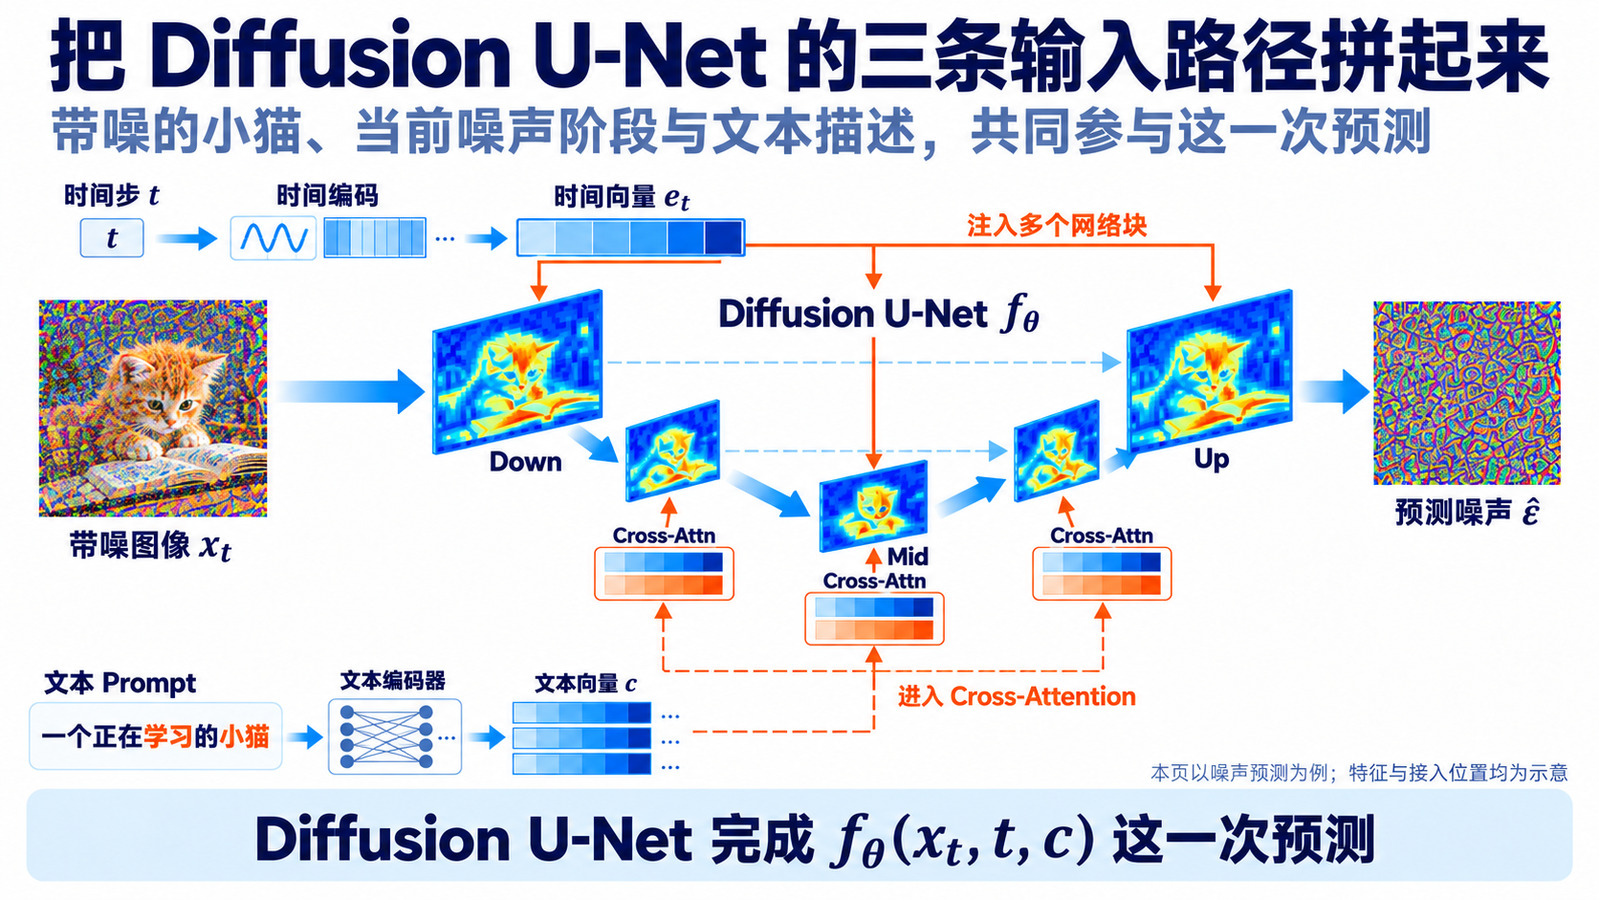 把 Diffusion U-Net 的三条输入路径拼起来
带噪的小猫、当前噪声阶段与文本描述，共同参与这一次预测
时间步 t
时间编码
时间向量 e_t
t
...
注入多个网络块
Diffusion U-Net f_θ
Down
Up
带噪图像 x_t
预测噪声 ε̂
Cross-Attn
Mid
Cross-Attn
Cross-Attn
文本 Prompt
文本编码器
文本向量 c
进入 Cross-Attention
一个正在学习的小猫
...
...
...
...
本页以噪声预测为例；特征与接入位置均为示意
Diffusion U-Net 完成 f_θ(x_t, t, c) 这一次预测